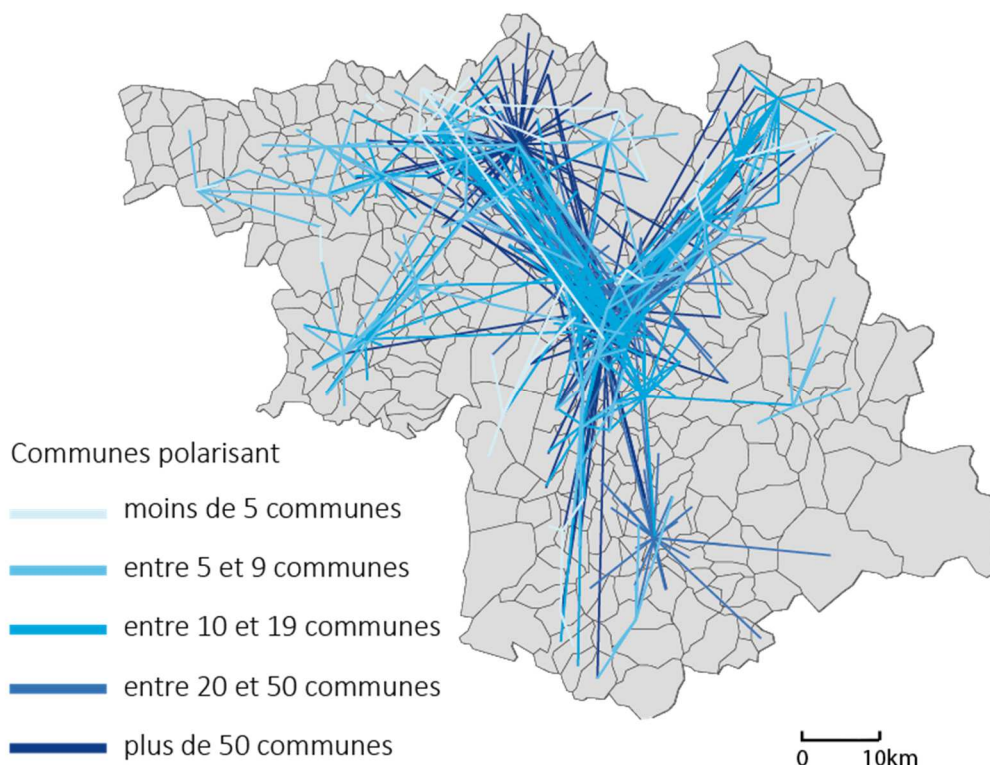 Communes polarisant
moins de 5 communes
entre 5 et 9 communes
entre 10 et 19 communes
entre 20 et 50 communes
plus de 50 communes
0 10km